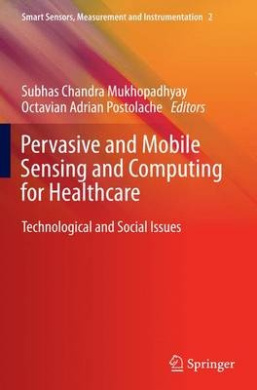 Smart Sensors, Measurement and Instrumentation 2
Subhas Chandra Mukhopadhyay
Octavian Adrian Postolache Editors
Pervasive and Mobile
Sensing and Computing
for Healthcare
Technological and Social Issues
Springer